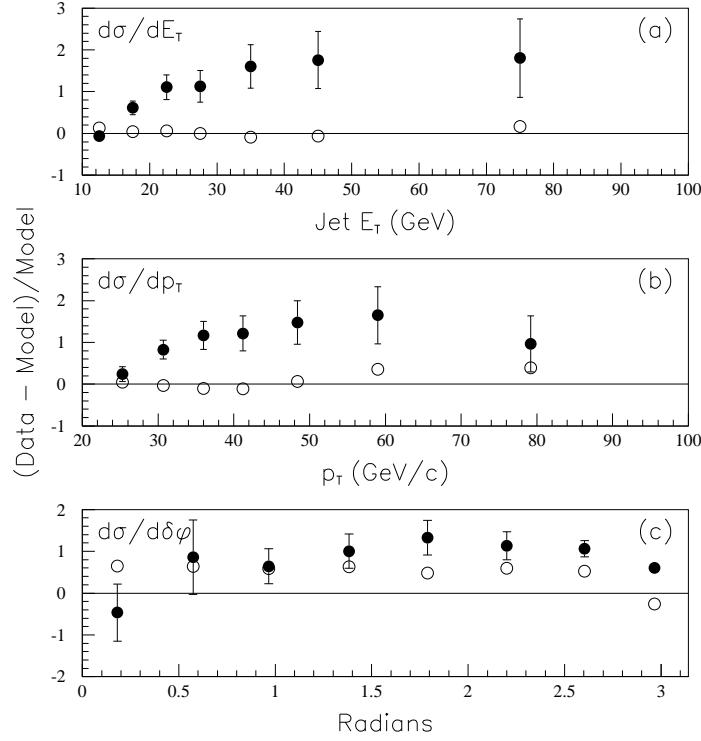 (Data − Model)/Model
dσ/dE_T (a)
3
2
1
0
-1
10 20 30 40 50 60 70 80 90 100
Jet E_T (GeV)
dσ/dp_T (b)
3
2
1
0
-1
20 30 40 50 60 70 80 90 100
p_T (GeV/c)
dσ/dδφ (c)
2
1
0
-1
-2
0 0.5 1 1.5 2 2.5 3
Radians